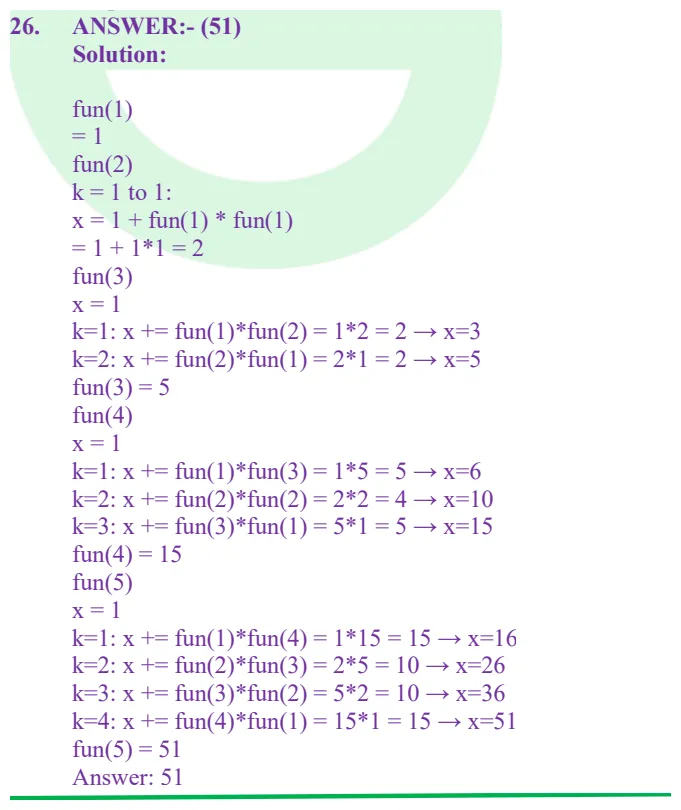 26. ANSWER:- (51)
Solution:
fun(1)
= 1
fun(2)
k = 1 to 1:
x = 1 + fun(1) * fun(1)
= 1 + 1*1 = 2
fun(3)
x = 1
k=1: x += fun(1)*fun(2) = 1*2 = 2 → x=3
k=2: x += fun(2)*fun(1) = 2*1 = 2 → x=5
fun(3) = 5
fun(4)
x = 1
k=1: x += fun(1)*fun(3) = 1*5 = 5 → x=6
k=2: x += fun(2)*fun(2) = 2*2 = 4 → x=10
k=3: x += fun(3)*fun(1) = 5*1 = 5 → x=15
fun(4) = 15
fun(5)
x = 1
k=1: x += fun(1)*fun(4) = 1*15 = 15 → x=16
k=2: x += fun(2)*fun(3) = 2*5 = 10 → x=26
k=3: x += fun(3)*fun(2) = 5*2 = 10 → x=36
k=4: x += fun(4)*fun(1) = 15*1 = 15 → x=51
fun(5) = 51
Answer: 51